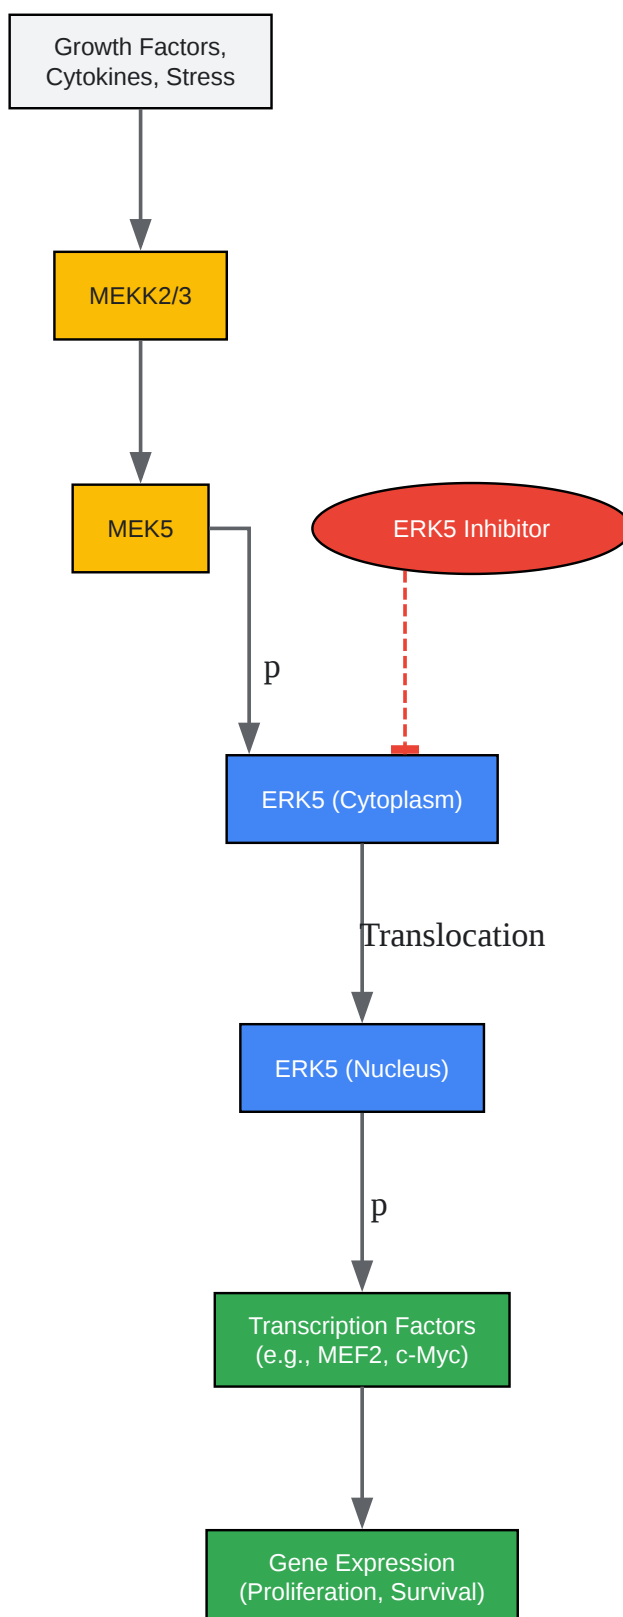 Growth Factors,
Cytokines, Stress
MEKK2/3
MEK5
ERK5 Inhibitor
p
ERK5 (Cytoplasm)
Translocation
ERK5 (Nucleus)
p
Transcription Factors
(e.g., MEF2, c-Myc)
Gene Expression
(Proliferation, Survival)